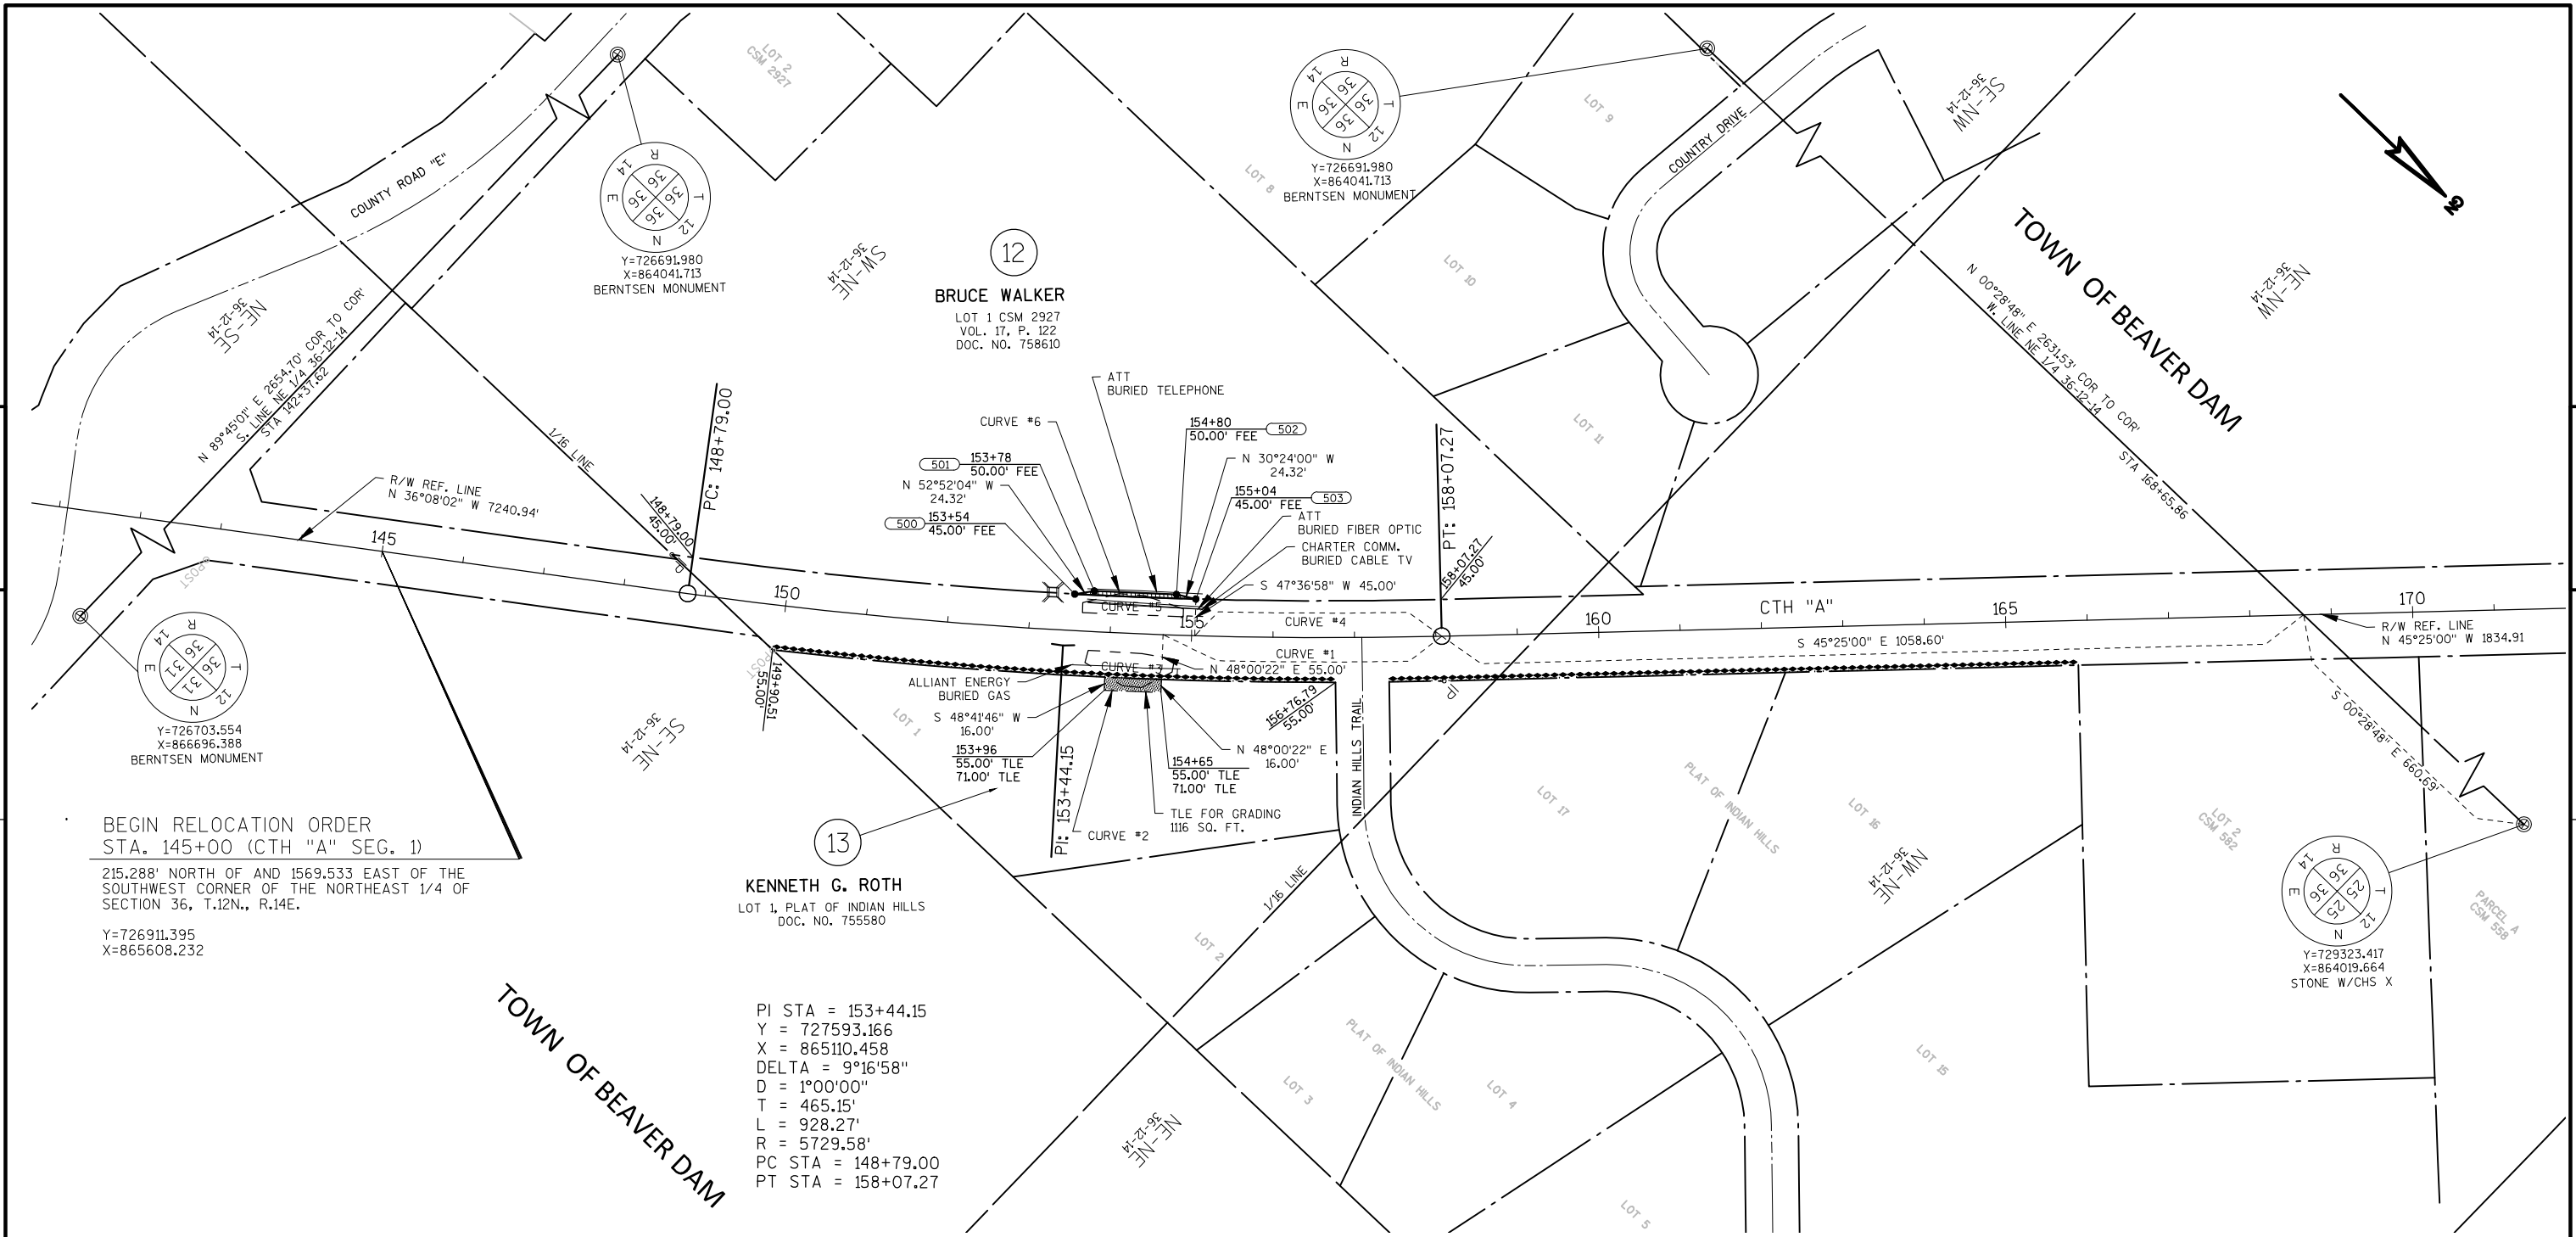 LOT 2
CSM 2927
R
14
E
T
12
N
36
36
36
36
Y=726691.980
X=864041.713
BERNTSEN MONUMENT
R
14
E
T
12
N
36
36
36
36
Y=726691.980
X=864041.713
BERNTSEN MONUMENT
LOT 9
LOT 8
LOT 10
LOT 11
COUNTRY DRIVE
SE-NW
36-12-14
NE-NW
36-12-14
TOWN OF BEAVER DAM
N 00°28'48" E 2631.53' COR TO COR'
W. LINE NE 1/4 36-12-14
STA 168+65.86
COUNTY ROAD "E"
NE-SE
36-12-14
SW-NE
36-12-14
N 89°45'01" E 2654.70' COR TO COR'
S. LINE NE 1/4 36-12-14
STA 142+37.62
12
BRUCE WALKER
LOT 1 CSM 2927
VOL. 17, P. 122
DOC. NO. 758610
1/16 LINE
R/W REF. LINE
N 36°08'02" W 7240.94'
PC: 148+79.00
148+79.00
45.00'
IP
ATT
BURIED TELEPHONE
CURVE #6
501
153+78
50.00' FEE
N 52°52'04" W
24.32'
500
153+54
45.00' FEE
154+80
50.00' FEE
502
N 30°24'00" W
24.32'
155+04
45.00' FEE
503
ATT
BURIED FIBER OPTIC
CHARTER COMM.
BURIED CABLE TV
S 47°36'58" W 45.00'
PT: 158+07.27
158+07.27
45.00'
145
150
155
160
165
170
CURVE #5
CURVE #4
CURVE #1
CURVE #3
CTH "A"
S 45°25'00" E 1058.60'
R/W REF. LINE
N 45°25'00" W 1834.91
N 48°00'22" E 55.00'
POST
POST
149+90.51
55.00'
ALLIANT ENERGY
BURIED GAS
S 48°41'46" W
16.00'
153+96
55.00' TLE
71.00' TLE
PI: 153+44.15
CURVE #2
154+65
55.00' TLE
71.00' TLE
N 48°00'22" E
16.00'
TLE FOR GRADING
1116 SQ. FT.
156+76.79
55.00'
INDIAN HILLS TRAIL
IP
S 00°28'48" E 660.69'
R
14
E
T
12
N
36
36
31
31
Y=726703.554
X=866696.388
BERNTSEN MONUMENT
SE-NE
36-12-14
LOT 1
13
KENNETH G. ROTH
LOT 1, PLAT OF INDIAN HILLS
DOC. NO. 755580
BEGIN RELOCATION ORDER
STA. 145+00 (CTH "A" SEG. 1)
215.288' NORTH OF AND 1569.533 EAST OF THE
SOUTHWEST CORNER OF THE NORTHEAST 1/4 OF
SECTION 36, T.12N., R.14E.
Y=726911.395
X=865608.232
LOT 17
PLAT OF INDIAN HILLS
LOT 16
NW-NE
36-12-14
LOT 2
CSM 582
R
14
E
T
12
N
36
25
36
25
Y=729323.417
X=864019.664
STONE W/CHS X
PARCEL A
CSM 558
1/16 LINE
LOT 2
LOT 3
PLAT OF INDIAN HILLS
LOT 4
LOT 15
LOT 5
NE-NE
36-12-14
TOWN OF BEAVER DAM
PI STA = 153+44.15
Y = 727593.166
X = 865110.458
DELTA = 9°16'58"
D = 1°00'00"
T = 465.15'
L = 928.27'
R = 5729.58'
PC STA = 148+79.00
PT STA = 158+07.27